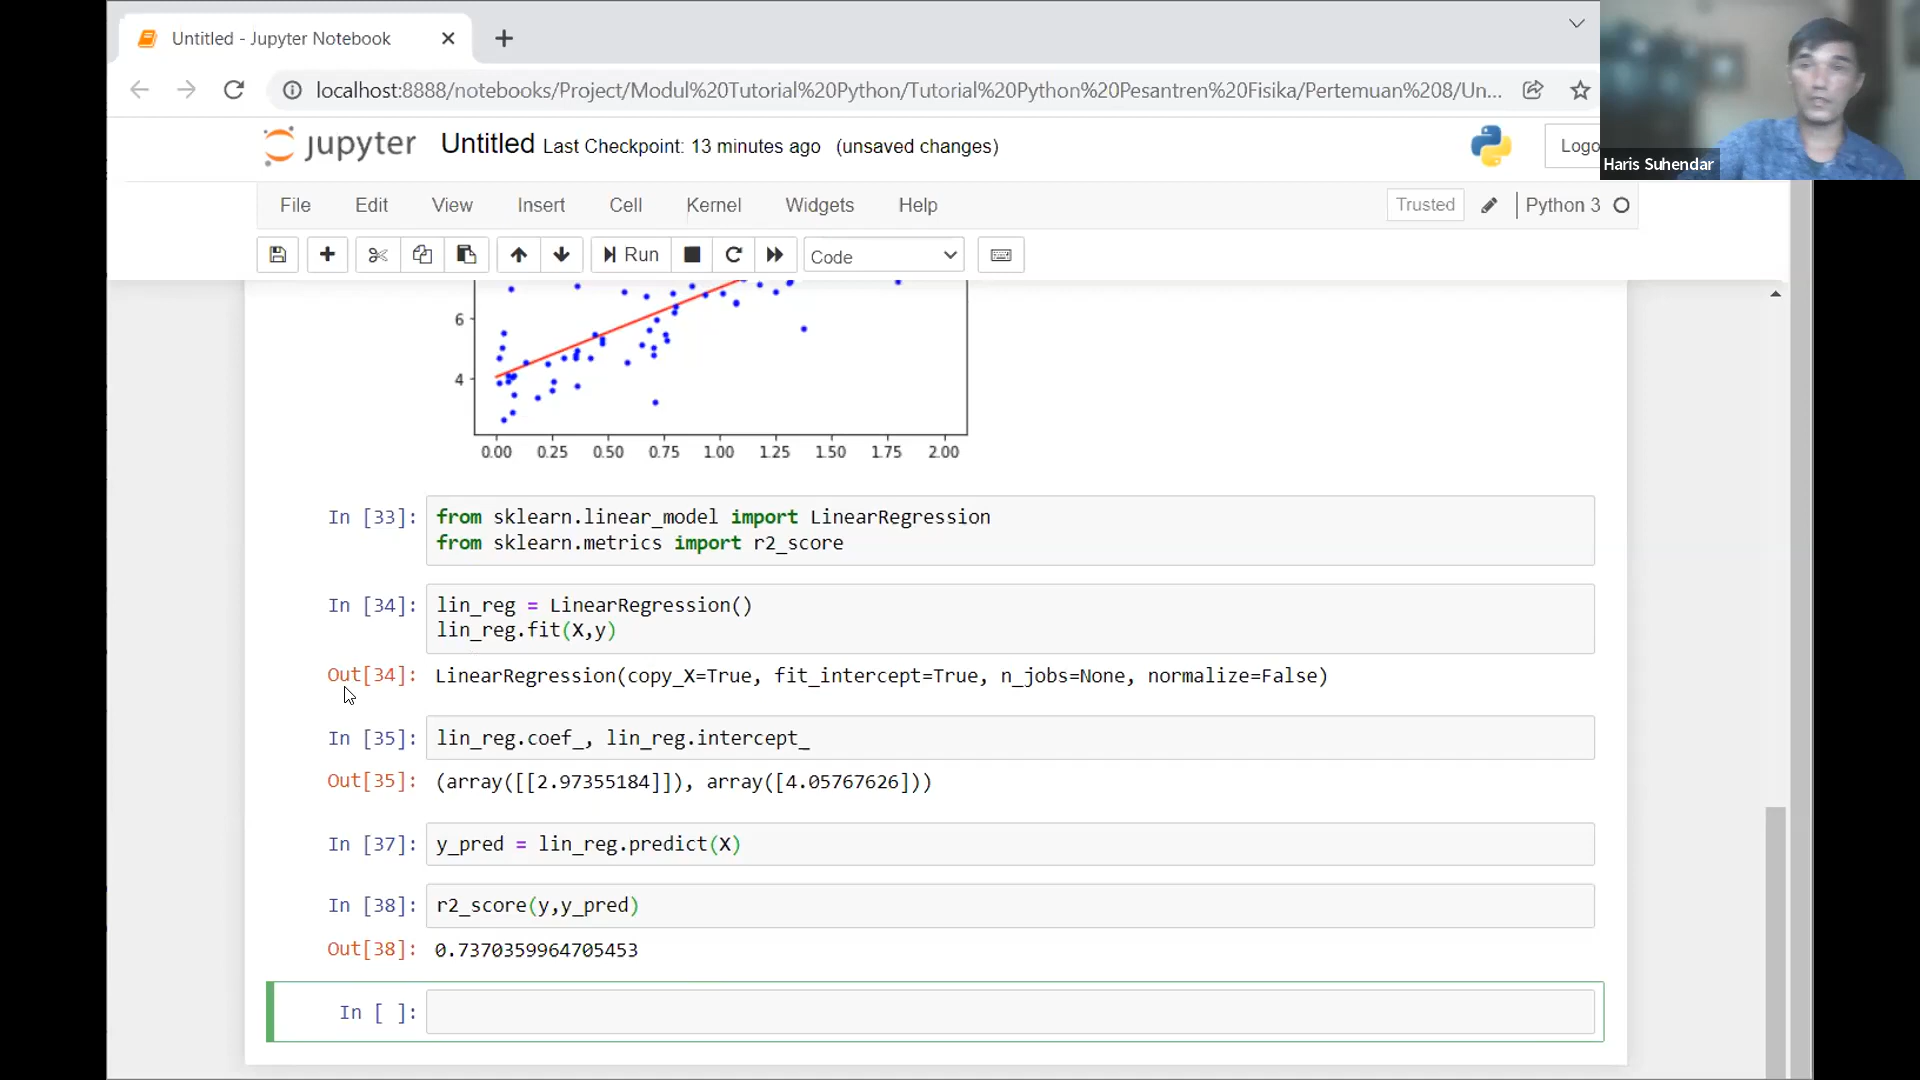 Untitled - Jupyter Notebook
localhost:8888/notebooks/Project/Modul%20Tutorial%20Python/Tutorial%20Python%20Pesantren%20Fisika/Pertemuan%208/Un...
jupyter Untitled Last Checkpoint: 13 minutes ago (unsaved changes)
Logo
Haris Suhendar
File Edit View Insert Cell Kernel Widgets Help Trusted Python 3
Run Code
6
4
0.00 0.25 0.50 0.75 1.00 1.25 1.50 1.75 2.00
In [33]: from sklearn.linear_model import LinearRegression
from sklearn.metrics import r2_score
In [34]: lin_reg = LinearRegression()
lin_reg.fit(X,y)
Out[34]: LinearRegression(copy_X=True, fit_intercept=True, n_jobs=None, normalize=False)
In [35]: lin_reg.coef_, lin_reg.intercept_
Out[35]: (array([[2.97355184]]), array([4.05767626]))
In [37]: y_pred = lin_reg.predict(X)
In [38]: r2_score(y,y_pred)
Out[38]: 0.7370359964705453
In [ ]: